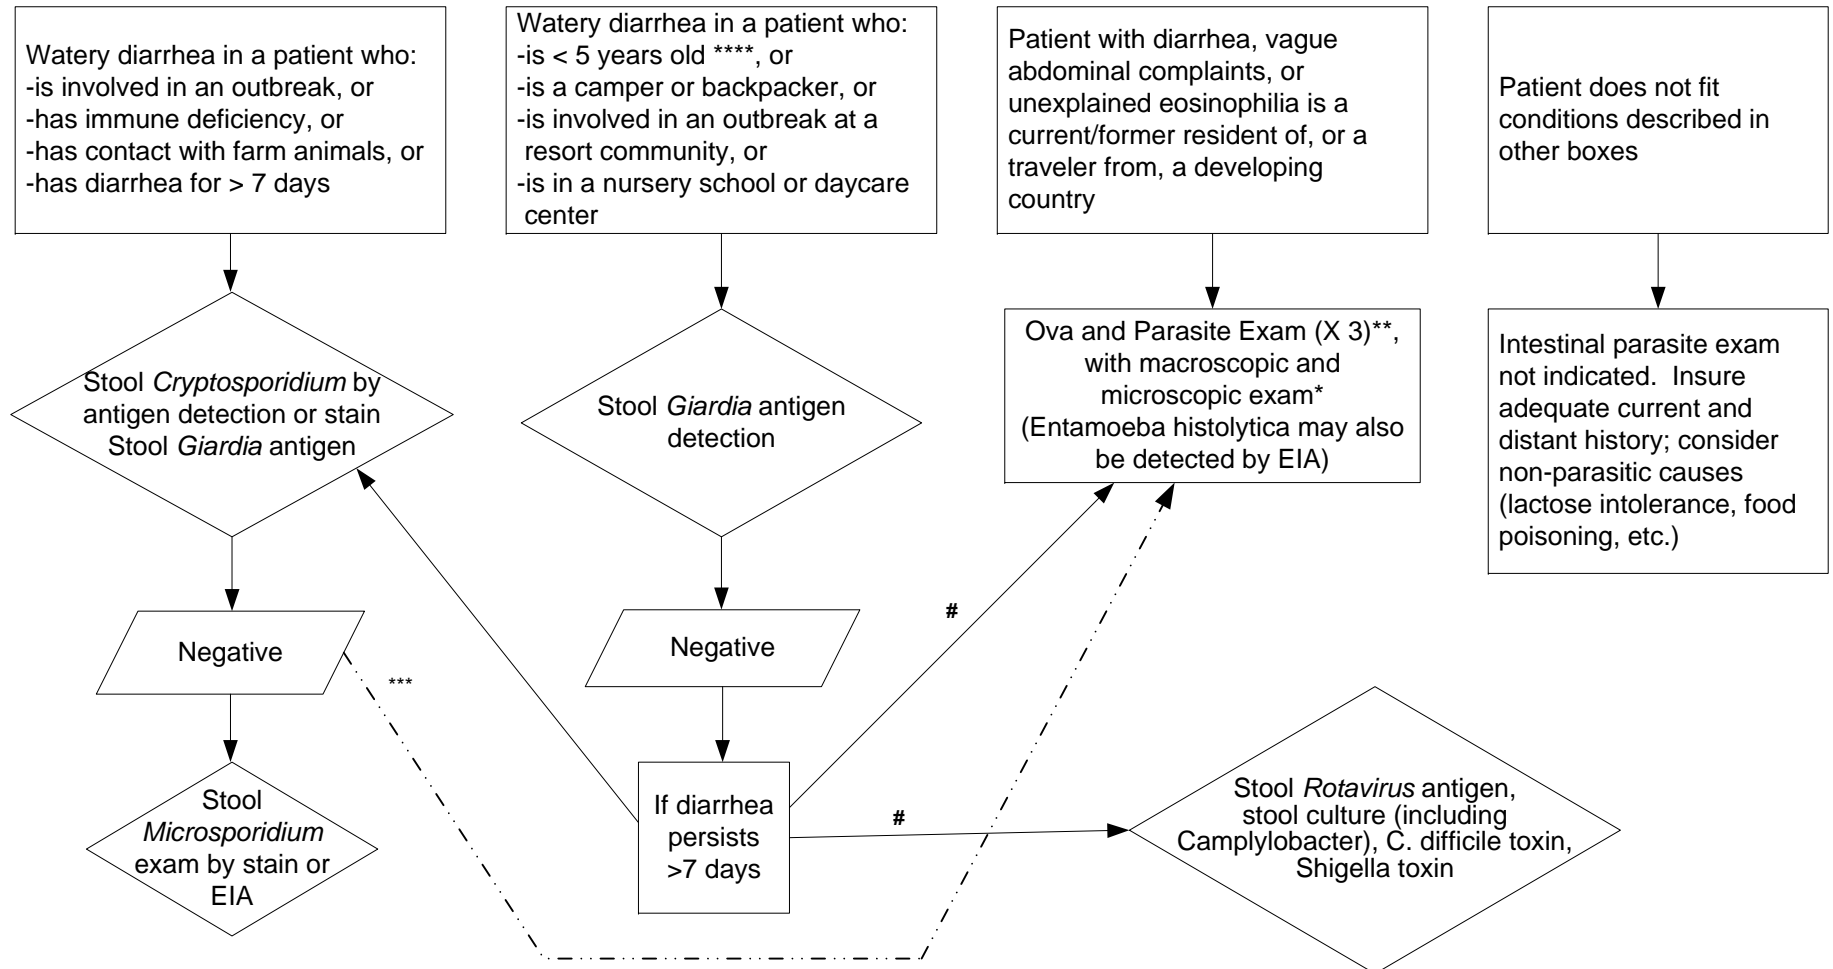 Watery diarrhea in a patient who:
-is involved in an outbreak, or
-has immune deficiency, or
-has contact with farm animals, or
-has diarrhea for > 7 days
Watery diarrhea in a patient who:
-is < 5 years old ****, or
-is a camper or backpacker, or
-is involved in an outbreak at a
resort community, or
-is in a nursery school or daycare
center
Patient with diarrhea, vague
abdominal complaints, or
unexplained eosinophilia is a
current/former resident of, or a
traveler from, a developing
country
Patient does not fit
conditions described in
other boxes
Stool Cryptosporidium by
antigen detection or stain
Stool Giardia antigen
Stool Giardia antigen
detection
Ova and Parasite Exam (X 3)**,
with macroscopic and
microscopic exam*
(Entamoeba histolytica may also
be detected by EIA)
Intestinal parasite exam
not indicated.  Insure
adequate current and
distant history; consider
non-parasitic causes
(lactose intolerance, food
poisoning, etc.)
Negative
***
Negative
#
Stool
Microsporidium
exam by stain or
EIA
If diarrhea
persists
>7 days
#
Stool Rotavirus antigen,
stool culture (including
Camplylobacter), C. difficile toxin,
Shigella toxin